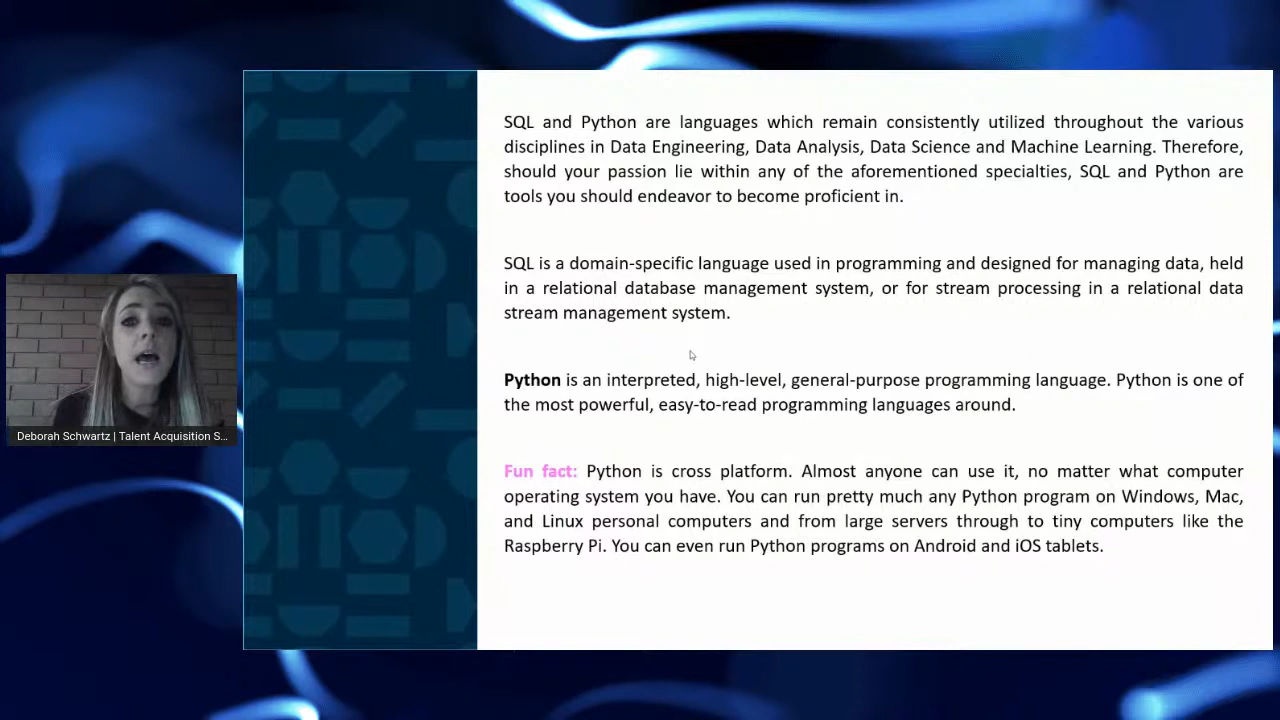 SQL and Python are languages which remain consistently utilized throughout the various
disciplines in Data Engineering, Data Analysis, Data Science and Machine Learning. Therefore,
should your passion lie within any of the aforementioned specialties, SQL and Python are
tools you should endeavor to become proficient in.
SQL is a domain-specific language used in programming and designed for managing data, held
in a relational database management system, or for stream processing in a relational data
stream management system.
Python is an interpreted, high-level, general-purpose programming language. Python is one of
the most powerful, easy-to-read programming languages around.
Fun fact: Python is cross platform. Almost anyone can use it, no matter what computer
operating system you have. You can run pretty much any Python program on Windows, Mac,
and Linux personal computers and from large servers through to tiny computers like the
Raspberry Pi. You can even run Python programs on Android and iOS tablets.
Deborah Schwartz | Talent Acquisition S...